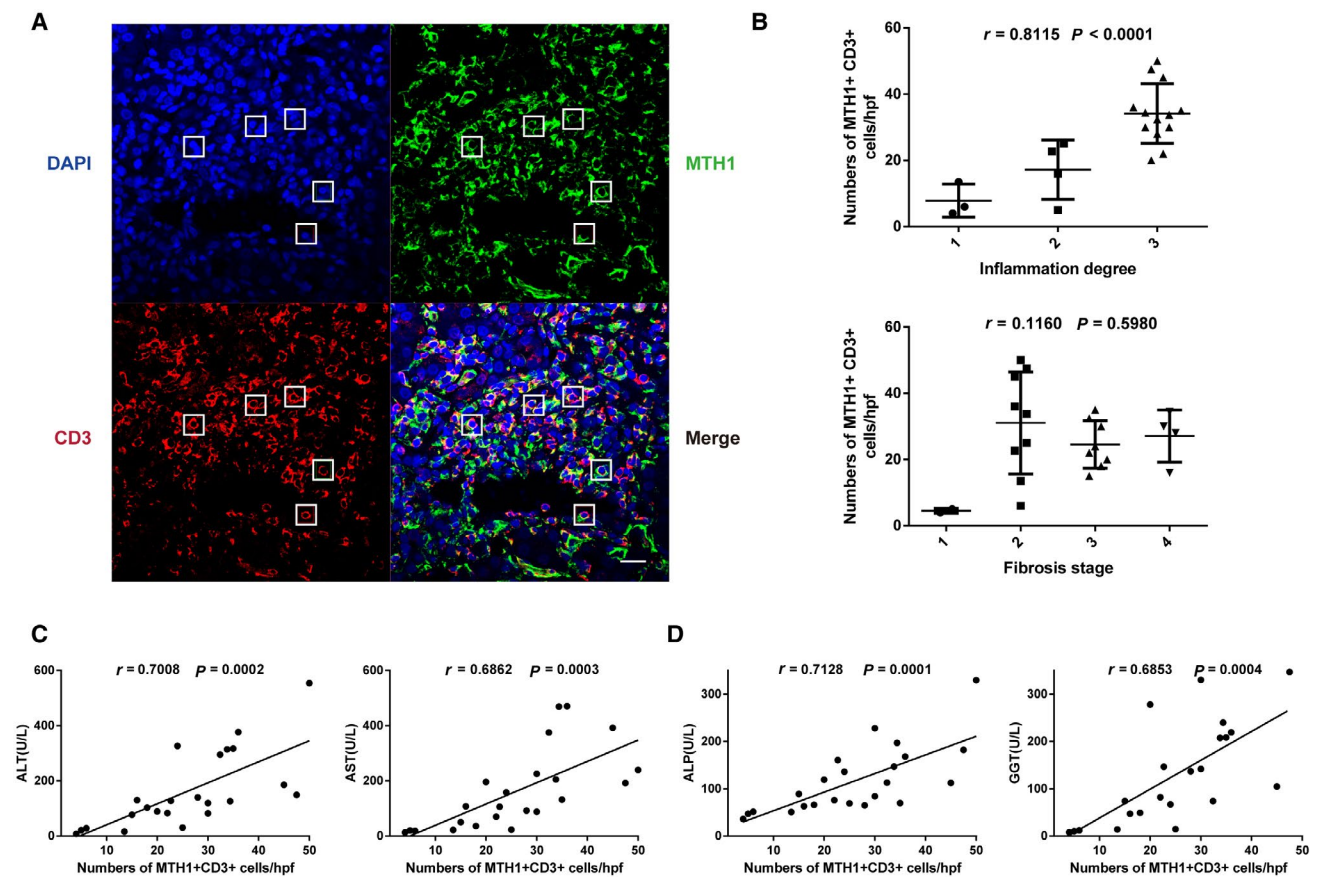 A
DAPI
MTH1
CD3
Merge
B
r = 0.8115 P < 0.0001
Numbers of MTH1+ CD3+
cells/hpf
60
40
20
0
1 2 3
Inflammation degree
r = 0.1160 P = 0.5980
Numbers of MTH1+ CD3+
cells/hpf
60
40
20
0
1 2 3 4
Fibrosis stage
C
r = 0.7008 P = 0.0002
ALT(U/L)
600
400
200
0
10 20 30 40 50
Numbers of MTH1+CD3+ cells/hpf
r = 0.6862 P = 0.0003
AST(U/L)
600
400
200
0
10 20 30 40 50
Numbers of MTH1+CD3+ cells/hpf
D
r = 0.7128 P = 0.0001
ALP(U/L)
300
200
100
0
10 20 30 40 50
Numbers of MTH1+CD3+ cells/hpf
r = 0.6853 P = 0.0004
GGT(U/L)
300
200
100
0
10 20 30 40 50
Numbers of MTH1+CD3+ cells/hpf